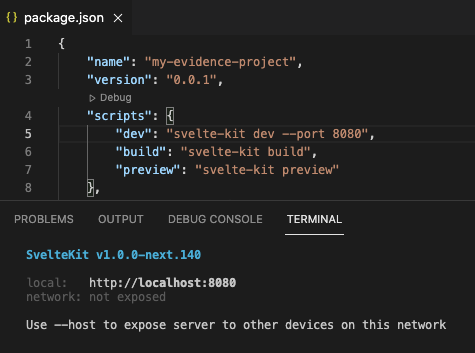 {} package.json ×
1 {
2 "name": "my-evidence-project",
3 "version": "0.0.1",
Debug
4 "scripts": {
5 "dev": "svelte-kit dev --port 8080",
6 "build": "svelte-kit build",
7 "preview": "svelte-kit preview"
8 },
PROBLEMS OUTPUT DEBUG CONSOLE TERMINAL
SvelteKit v1.0.0-next.140
local: http://localhost:8080
network: not exposed
Use --host to expose server to other devices on this network